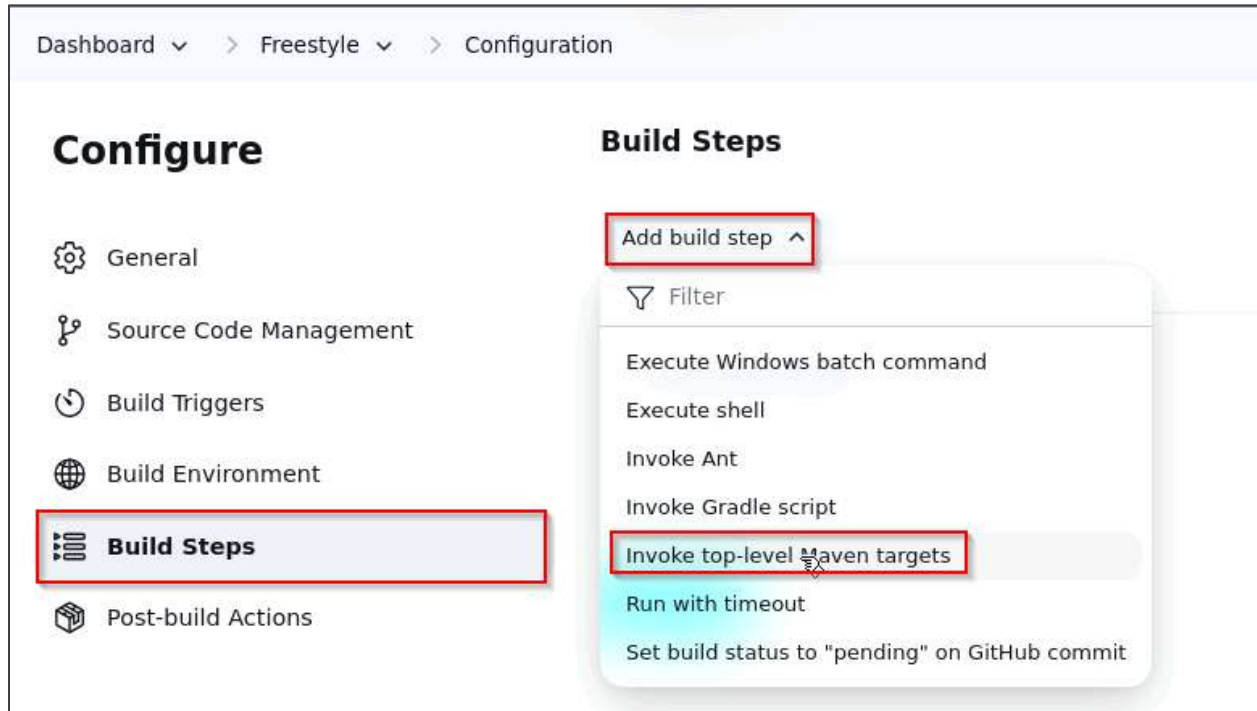 Dashboard > Freestyle > Configuration
Configure
General
Source Code Management
Build Triggers
Build Environment
Build Steps
Post-build Actions
Build Steps
Add build step
Filter
Execute Windows batch command
Execute shell
Invoke Ant
Invoke Gradle script
Invoke top-level Maven targets
Run with timeout
Set build status to "pending" on GitHub commit